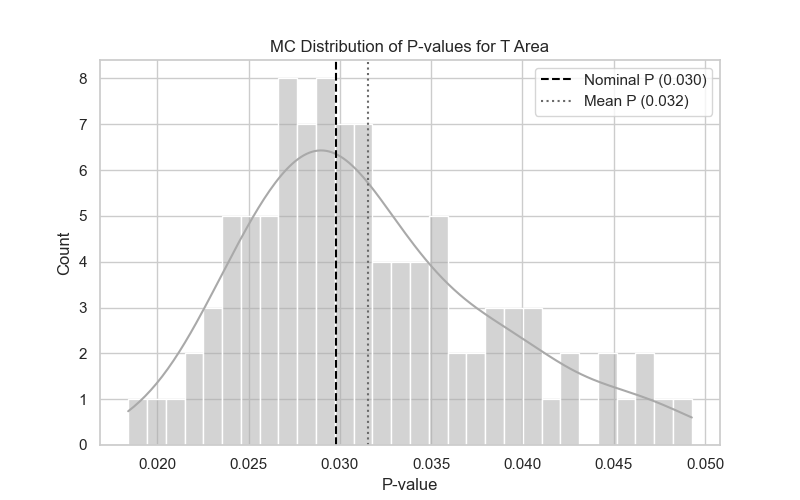 MC Distribution of P-values for T Area
Nominal P (0.030)
Mean P (0.032)
8
7
6
5
4
3
2
1
0
Count
0.020 0.025 0.030 0.035 0.040 0.045 0.050
P-value